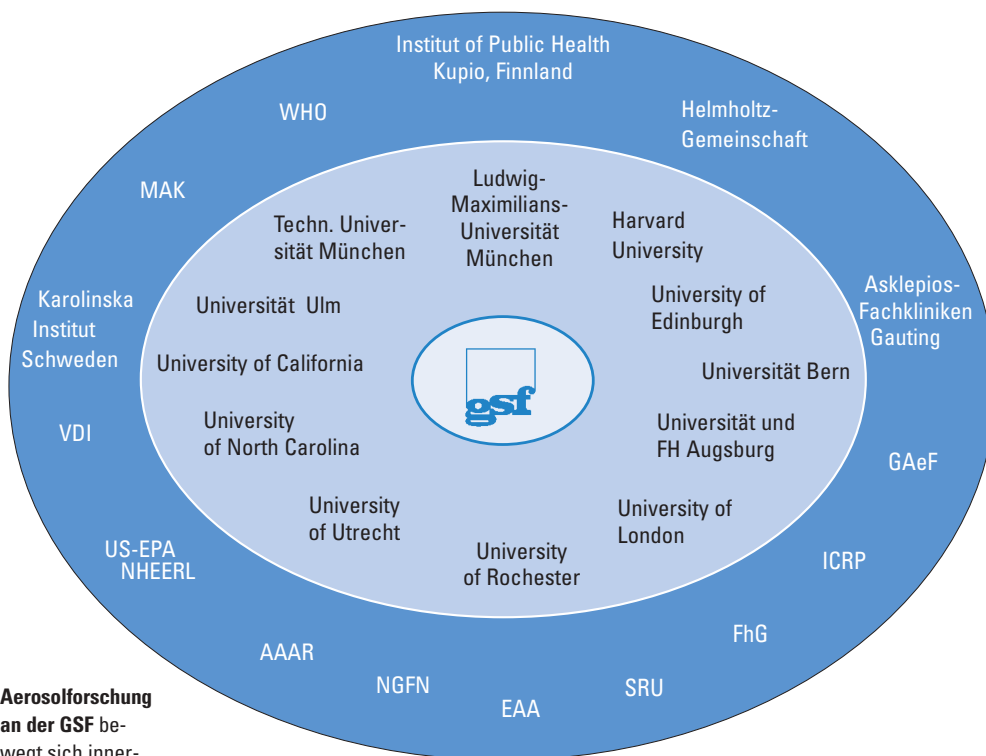 Institut of Public Health
Kupio, Finnland
WHO
Helmholtz-
Gemeinschaft
MAK
Karolinska
Institut
Schweden
Asklepios-
Fachkliniken
Gauting
VDI
GAeF
US-EPA
NHEERL
ICRP
AAAR
FhG
NGFN
SRU
EAA
Ludwig-
Maximilians-
Universität
München
Techn. Univer-
sität München
Harvard
University
Universität Ulm
University of
Edinburgh
University of California
Universität Bern
University
of North Carolina
Universität und
FH Augsburg
University
of Utrecht
University of
London
University
of Rochester
gsf
Aerosolforschung
an der GSF be-
wegt sich inner-